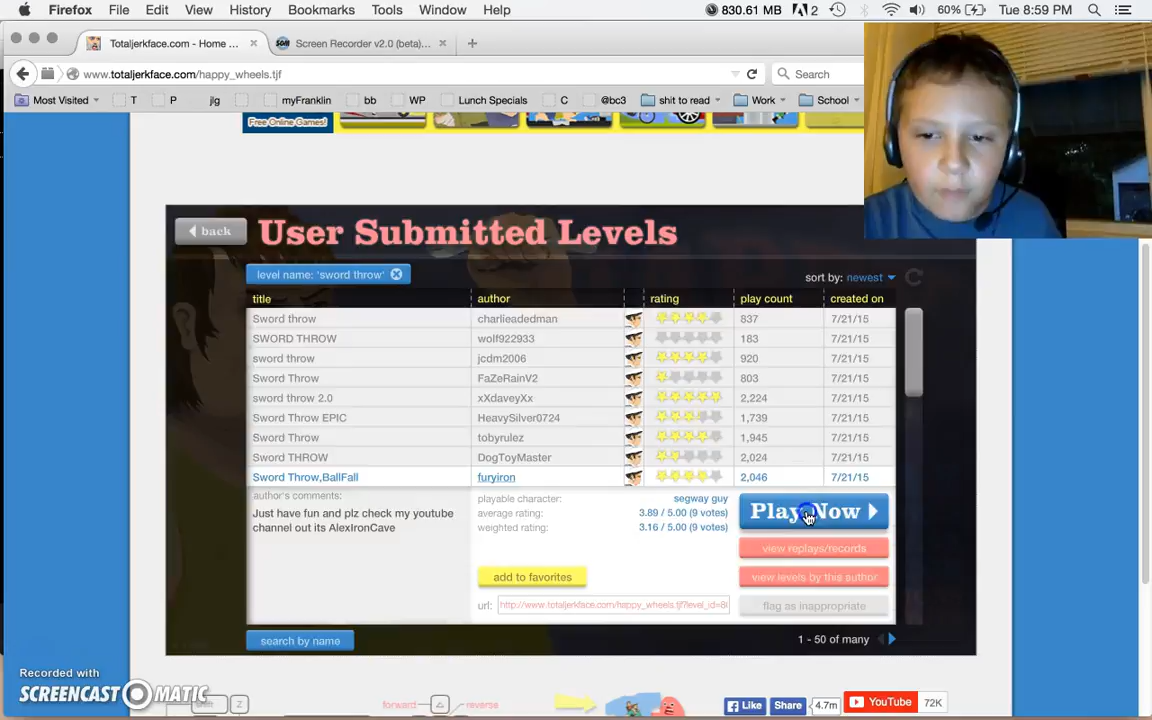 Firefox File Edit View History Bookmarks Tools Window Help 830.61 MB 2 60% Tue 8:59 PM
Totaljerkface.com - Home ... Screen Recorder v2.0 (beta)...
www.totaljerkface.com/happy_wheels.tjf Search
Most Visited T P jlg myFranklin bb WP Lunch Specials C @bc3 shit to read Work School
Free Online Games!
back User Submitted Levels
level name: 'sword throw' sort by: newest
title author rating play count created on
Sword throw charlieadedman 837 7/21/15
SWORD THROW wolf922933 183 7/21/15
sword throw jcdm2006 920 7/21/15
Sword Throw FaZeRainV2 803 7/21/15
sword throw 2.0 xXdaveyXx 2,224 7/21/15
Sword Throw EPIC HeavySilver0724 1,739 7/21/15
Sword Throw tobyrulez 1,945 7/21/15
Sword THROW DogToyMaster 2,024 7/21/15
Sword Throw,BallFall furyiron 2,046 7/21/15
author's comments: playable character: segway guy Play Now
Just have fun and plz check my youtube average rating: 3.89 / 5.00 (9 votes)
channel out its AlexIronCave weighted rating: 3.16 / 5.00 (9 votes)
view replays/records
add to favorites view levels by this author
url: http://www.totaljerkface.com/happy_wheels.tjf?level_id=8 flag as inappropriate
search by name 1 - 50 of many
Recorded with
SCREENCAST MATIC
Z forward reverse Like Share 4.7m YouTube 72K